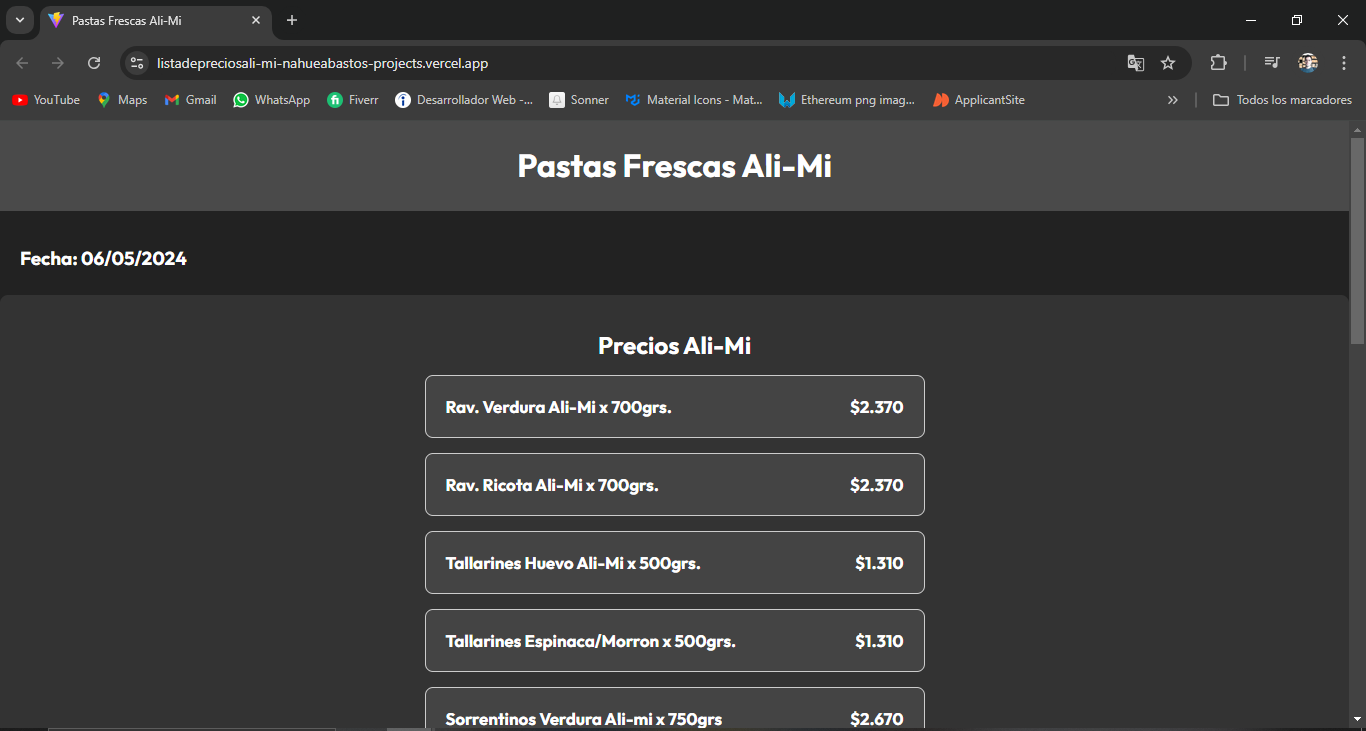 Pastas Frescas Ali-Mi
listadepreciosali-mi-nahueabastos-projects.vercel.app
YouTube Maps Gmail WhatsApp Fiverr Desarrollador Web -... Sonner Material Icons - Mat... Ethereum png imag... ApplicantSite » Todos los marcadores
Pastas Frescas Ali-Mi
Fecha: 06/05/2024
Precios Ali-Mi
Rav. Verdura Ali-Mi x 700grs. $2.370
Rav. Ricota Ali-Mi x 700grs. $2.370
Tallarines Huevo Ali-Mi x 500grs. $1.310
Tallarines Espinaca/Morron x 500grs. $1.310
Sorrentinos Verdura Ali-mi x 750grs $2.670